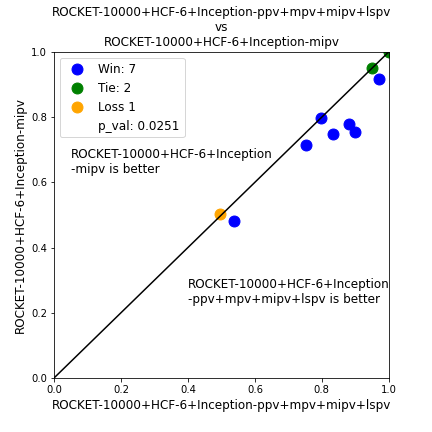 ROCKET-10000+HCF-6+Inception-ppv+mpv+mipv+lspv
vs
ROCKET-10000+HCF-6+Inception-mipv
Win: 7
Tie: 2
Loss 1
p_val: 0.0251
ROCKET-10000+HCF-6+Inception
-mipv is better
ROCKET-10000+HCF-6+Inception
-ppv+mpv+mipv+lspv is better
ROCKET-10000+HCF-6+Inception-mipv
1.0
0.8
0.6
0.4
0.2
0.0
0.0 0.2 0.4 0.6 0.8 1.0
ROCKET-10000+HCF-6+Inception-ppv+mpv+mipv+lspv